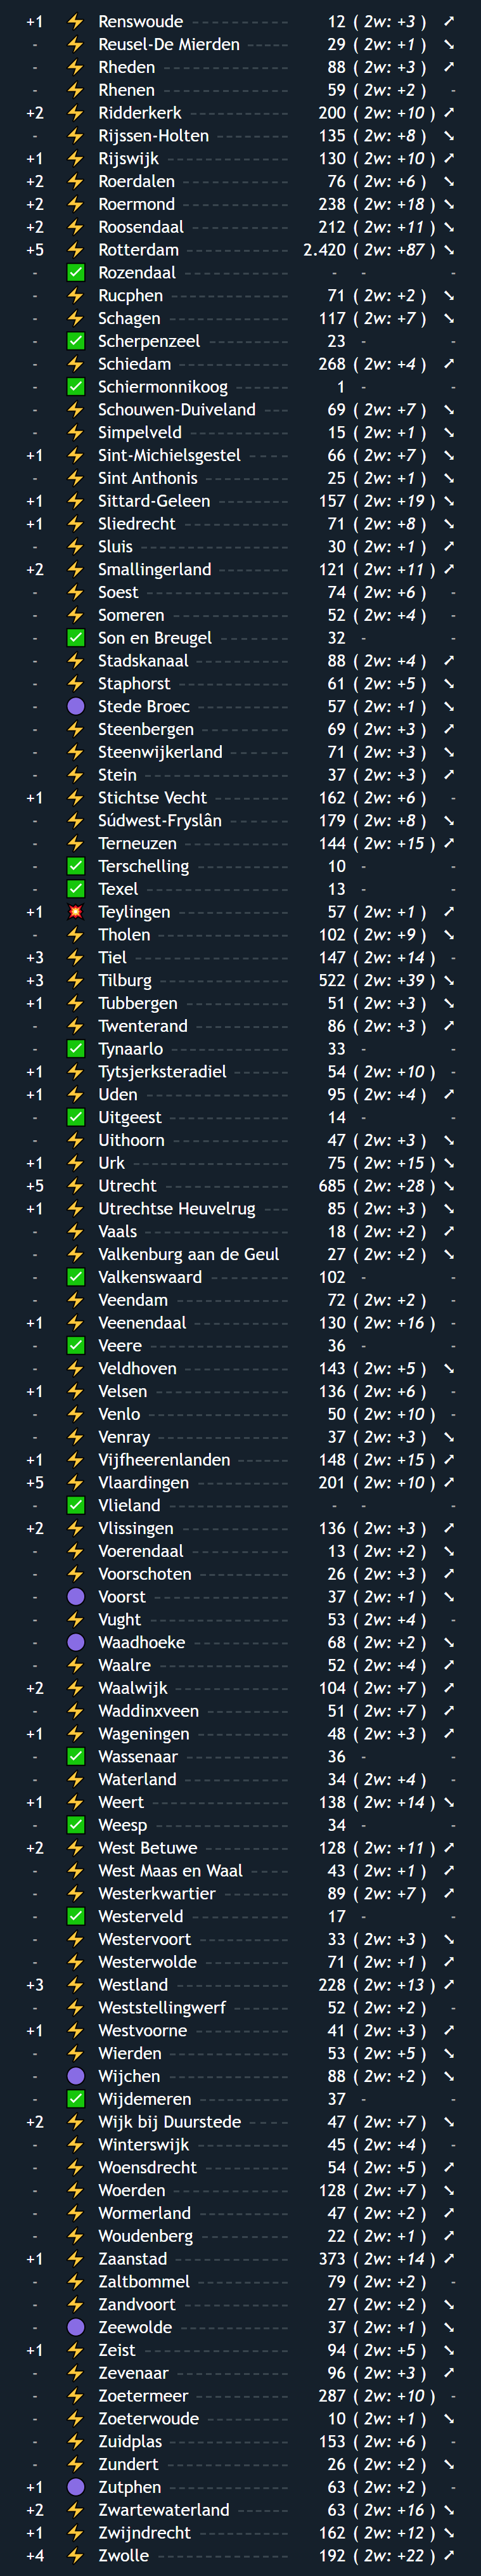 +1 ⚡ Renswoude 12 ( 2w: +3 ) ➚
- ⚡ Reusel-De Mierden 29 ( 2w: +1 ) ➘
- ⚡ Rheden 88 ( 2w: +3 ) ➚
- ⚡ Rhenen 59 ( 2w: +2 ) -
+2 ⚡ Ridderkerk 200 ( 2w: +10 ) ➚
- ⚡ Rijssen-Holten 135 ( 2w: +8 ) ➘
+1 ⚡ Rijswijk 130 ( 2w: +10 ) ➚
+2 ⚡ Roerdalen 76 ( 2w: +6 ) ➘
+2 ⚡ Roermond 238 ( 2w: +18 ) ➘
+2 ⚡ Roosendaal 212 ( 2w: +11 ) ➘
+5 ⚡ Rotterdam 2.420 ( 2w: +87 ) ➘
- ✅ Rozendaal - - -
- ⚡ Rucphen 71 ( 2w: +2 ) ➘
- ⚡ Schagen 117 ( 2w: +7 ) ➘
- ✅ Scherpenzeel 23 - -
- ⚡ Schiedam 268 ( 2w: +4 ) ➚
- ✅ Schiermonnikoog 1 - -
- ⚡ Schouwen-Duiveland 69 ( 2w: +7 ) ➘
- ⚡ Simpelveld 15 ( 2w: +1 ) ➘
+1 ⚡ Sint-Michielsgestel 66 ( 2w: +7 ) ➘
- ⚡ Sint Anthonis 25 ( 2w: +1 ) ➘
+1 ⚡ Sittard-Geleen 157 ( 2w: +19 ) ➘
+1 ⚡ Sliedrecht 71 ( 2w: +8 ) ➘
- ⚡ Sluis 30 ( 2w: +1 ) ➚
+2 ⚡ Smallingerland 121 ( 2w: +11 ) ➚
- ⚡ Soest 74 ( 2w: +6 ) -
- ⚡ Someren 52 ( 2w: +4 ) -
- ✅ Son en Breugel 32 - -
- ⚡ Stadskanaal 88 ( 2w: +4 ) ➚
- ⚡ Staphorst 61 ( 2w: +5 ) ➘
- 🟣 Stede Broec 57 ( 2w: +1 ) ➘
- ⚡ Steenbergen 69 ( 2w: +3 ) ➚
- ⚡ Steenwijkerland 71 ( 2w: +3 ) ➘
- ⚡ Stein 37 ( 2w: +3 ) ➚
+1 ⚡ Stichtse Vecht 162 ( 2w: +6 ) -
- ⚡ Súdwest-Fryslân 179 ( 2w: +8 ) ➘
- ⚡ Terneuzen 144 ( 2w: +15 ) ➚
- ✅ Terschelling 10 - -
- ✅ Texel 13 - -
+1 💥 Teylingen 57 ( 2w: +1 ) ➚
- ⚡ Tholen 102 ( 2w: +9 ) ➘
+3 ⚡ Tiel 147 ( 2w: +14 ) -
+3 ⚡ Tilburg 522 ( 2w: +39 ) ➘
+1 ⚡ Tubbergen 51 ( 2w: +3 ) ➘
- ⚡ Twenterand 86 ( 2w: +3 ) ➚
- ✅ Tynaarlo 33 - -
+1 ⚡ Tytsjerksteradiel 54 ( 2w: +10 ) -
+1 ⚡ Uden 95 ( 2w: +4 ) ➚
- ✅ Uitgeest 14 - -
- ⚡ Uithoorn 47 ( 2w: +3 ) ➘
+1 ⚡ Urk 75 ( 2w: +15 ) ➘
+5 ⚡ Utrecht 685 ( 2w: +28 ) ➘
+1 ⚡ Utrechtse Heuvelrug 85 ( 2w: +3 ) ➘
- ⚡ Vaals 18 ( 2w: +2 ) ➚
- ⚡ Valkenburg aan de Geul 27 ( 2w: +2 ) ➘
- ✅ Valkenswaard 102 - -
- ⚡ Veendam 72 ( 2w: +2 ) -
+1 ⚡ Veenendaal 130 ( 2w: +16 ) -
- ✅ Veere 36 - -
- ⚡ Veldhoven 143 ( 2w: +5 ) ➘
+1 ⚡ Velsen 136 ( 2w: +6 ) -
- ⚡ Venlo 50 ( 2w: +10 ) -
- ⚡ Venray 37 ( 2w: +3 ) ➘
+1 ⚡ Vijfheerenlanden 148 ( 2w: +15 ) ➚
+5 ⚡ Vlaardingen 201 ( 2w: +10 ) ➚
- ✅ Vlieland - - -
+2 ⚡ Vlissingen 136 ( 2w: +3 ) ➚
- ⚡ Voerendaal 13 ( 2w: +2 ) ➘
- ⚡ Voorschoten 26 ( 2w: +3 ) ➚
- 🟣 Voorst 37 ( 2w: +1 ) ➘
- ⚡ Vught 53 ( 2w: +4 ) -
- 🟣 Waadhoeke 68 ( 2w: +2 ) ➘
- ⚡ Waalre 52 ( 2w: +4 ) ➚
+2 ⚡ Waalwijk 104 ( 2w: +7 ) ➚
- ⚡ Waddinxveen 51 ( 2w: +7 ) ➚
+1 ⚡ Wageningen 48 ( 2w: +3 ) ➚
- ✅ Wassenaar 36 - -
- ⚡ Waterland 34 ( 2w: +4 ) -
+1 ⚡ Weert 138 ( 2w: +14 ) ➘
- ✅ Weesp 34 - -
+2 ⚡ West Betuwe 128 ( 2w: +11 ) ➚
- ⚡ West Maas en Waal 43 ( 2w: +1 ) ➚
- ⚡ Westerkwartier 89 ( 2w: +7 ) ➚
- ✅ Westerveld 17 - -
- ⚡ Westervoort 33 ( 2w: +3 ) ➘
- ⚡ Westerwolde 71 ( 2w: +1 ) ➚
+3 ⚡ Westland 228 ( 2w: +13 ) ➚
- ⚡ Weststellingwerf 52 ( 2w: +2 ) -
+1 ⚡ Westvoorne 41 ( 2w: +3 ) ➚
- ⚡ Wierden 53 ( 2w: +5 ) ➘
- 🟣 Wijchen 88 ( 2w: +2 ) ➘
- ✅ Wijdemeren 37 - -
+2 ⚡ Wijk bij Duurstede 47 ( 2w: +7 ) ➘
- ⚡ Winterswijk 45 ( 2w: +4 ) -
- ⚡ Woensdrecht 54 ( 2w: +5 ) ➚
- ⚡ Woerden 128 ( 2w: +7 ) ➘
- ⚡ Wormerland 47 ( 2w: +2 ) ➚
- ⚡ Woudenberg 22 ( 2w: +1 ) ➚
+1 ⚡ Zaanstad 373 ( 2w: +14 ) ➚
- ⚡ Zaltbommel 79 ( 2w: +2 ) -
- ⚡ Zandvoort 27 ( 2w: +2 ) ➘
- 🟣 Zeewolde 37 ( 2w: +1 ) ➘
+1 ⚡ Zeist 94 ( 2w: +5 ) ➘
- ⚡ Zevenaar 96 ( 2w: +3 ) ➚
- ⚡ Zoetermeer 287 ( 2w: +10 ) -
- ⚡ Zoeterwoude 10 ( 2w: +1 ) ➘
- ⚡ Zuidplas 153 ( 2w: +6 ) -
- ⚡ Zundert 26 ( 2w: +2 ) ➘
+1 🟣 Zutphen 63 ( 2w: +2 ) -
+2 ⚡ Zwartewaterland 63 ( 2w: +16 ) ➘
+1 ⚡ Zwijndrecht 162 ( 2w: +12 ) ➘
+4 ⚡ Zwolle 192 ( 2w: +22 ) ➚